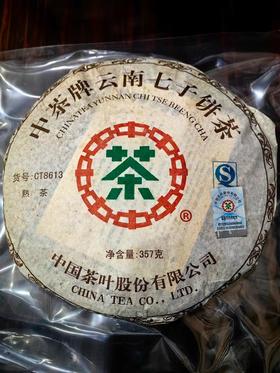 中茶牌云南七子饼茶
CHINATEA YUNNAN CHI TSE BEENG CHA
货号:CT8613
熟茶
茶
®
净含量:357克
中国茶叶股份有限公司
CHINA TEA CO., LTD.